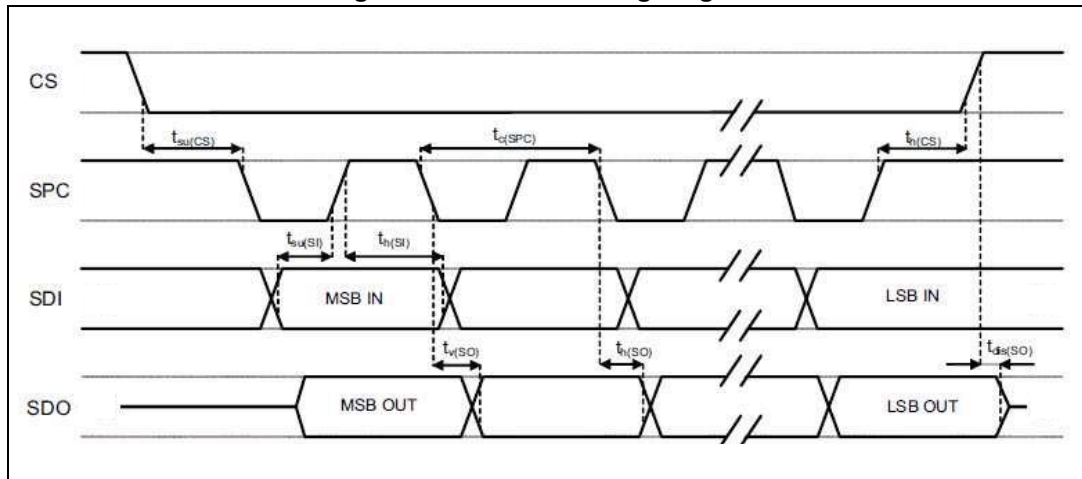 CS
tsu(CS)
tc(SPC)
th(CS)
SPC
tsu(SI)
th(SI)
SDI
MSB IN
LSB IN
tv(SO)
th(SO)
tdis(SO)
SDO
MSB OUT
LSB OUT